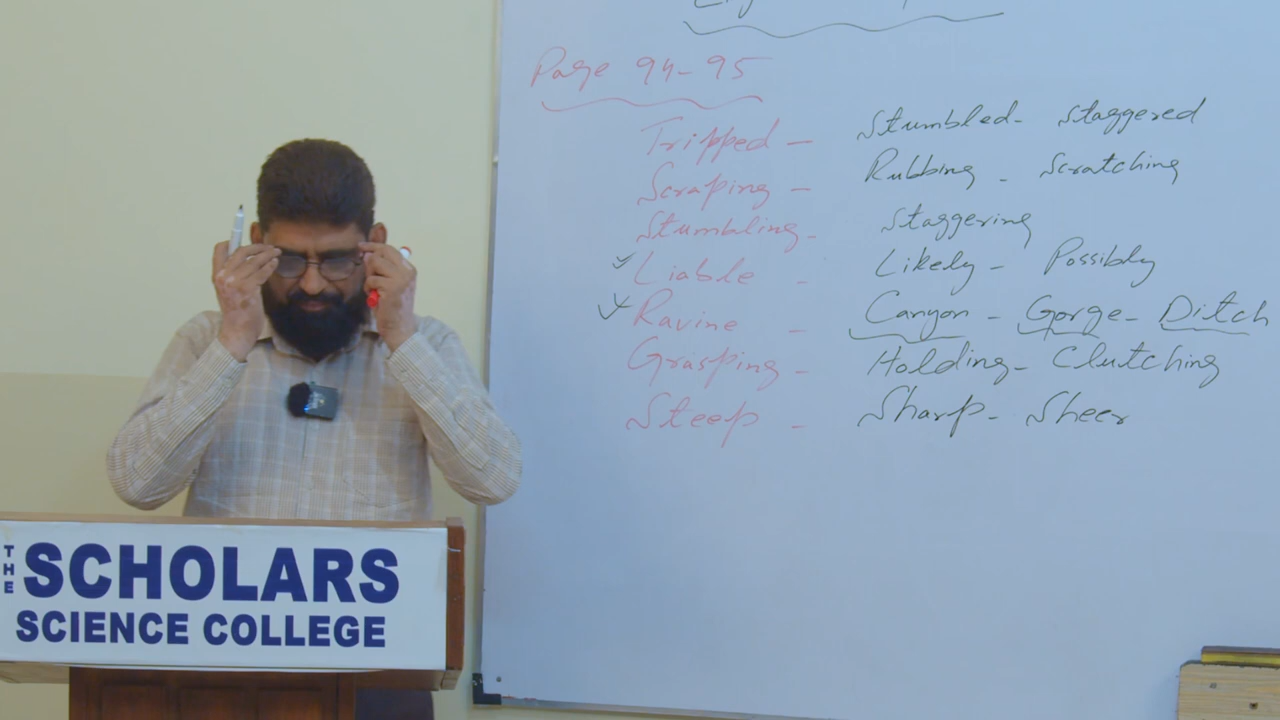 Page 94-95
Tripped - Stumbled - Staggered
Scraping - Rubbing - Scratching
Stumbling - Staggering
Liable - Likely - Possibly
Ravine - Canyon - Gorge - Ditch
Grasping - Holding - Clutching
Steep - Sharp - Sheer
THE SCHOLARS
SCIENCE COLLEGE